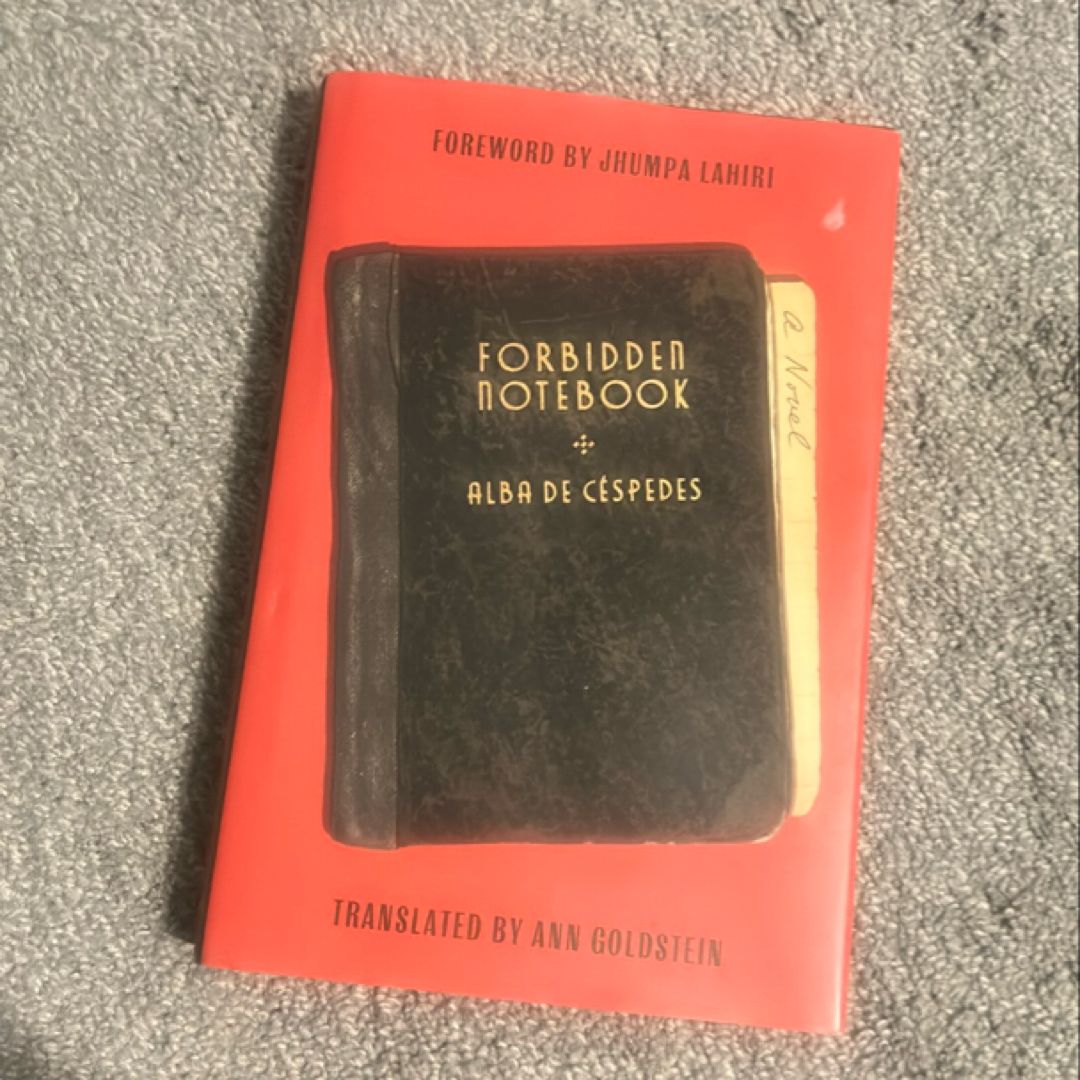 FOREWORD BY JHUMPA LAHIRI
FORBIDDEN
NOTEBOOK
ALBA DE CÉSPEDES
a Novel
TRANSLATED BY ANN GOLDSTEIN